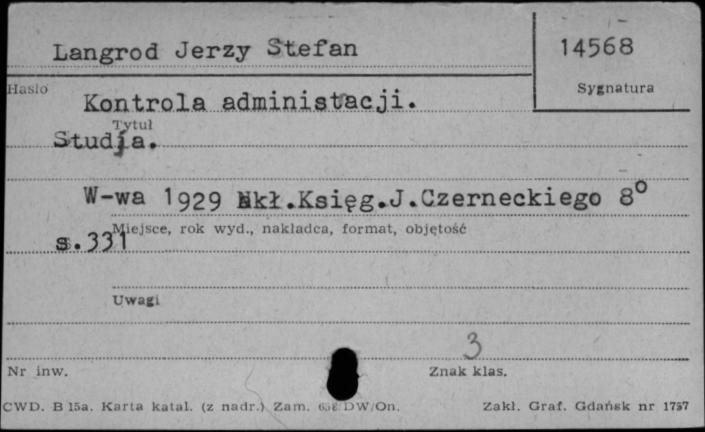 Langrod Jerzy Stefan
14568
Hasło
Sygnatura
Kontrola administacji.
Tytuł
Studja.
W-wa 1929 Nkł.Księg.J.Czerneckiego 8°
Miejsce, rok wyd., nakładca, format, objętość
s.331
Uwagi
3
Nr inw.
Znak klas.
CWD. B 15a. Karta katal. (z nadr.) Zam. DW/On.
Zakł. Graf. Gdańsk nr 1757